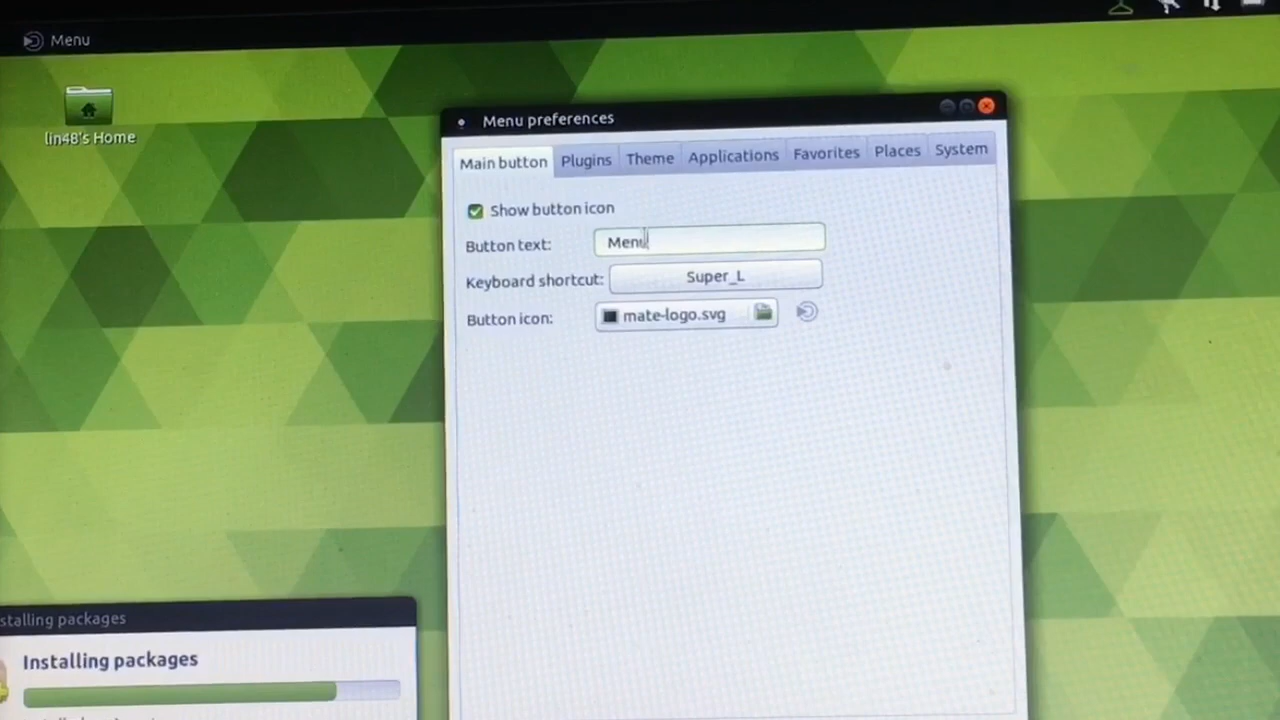 Menu
lin48's Home
Menu preferences
Main button Plugins Theme Applications Favorites Places System
Show button icon
Button text: Menu
Keyboard shortcut: Super_L
Button icon: mate-logo.svg
stalling packages
Installing packages